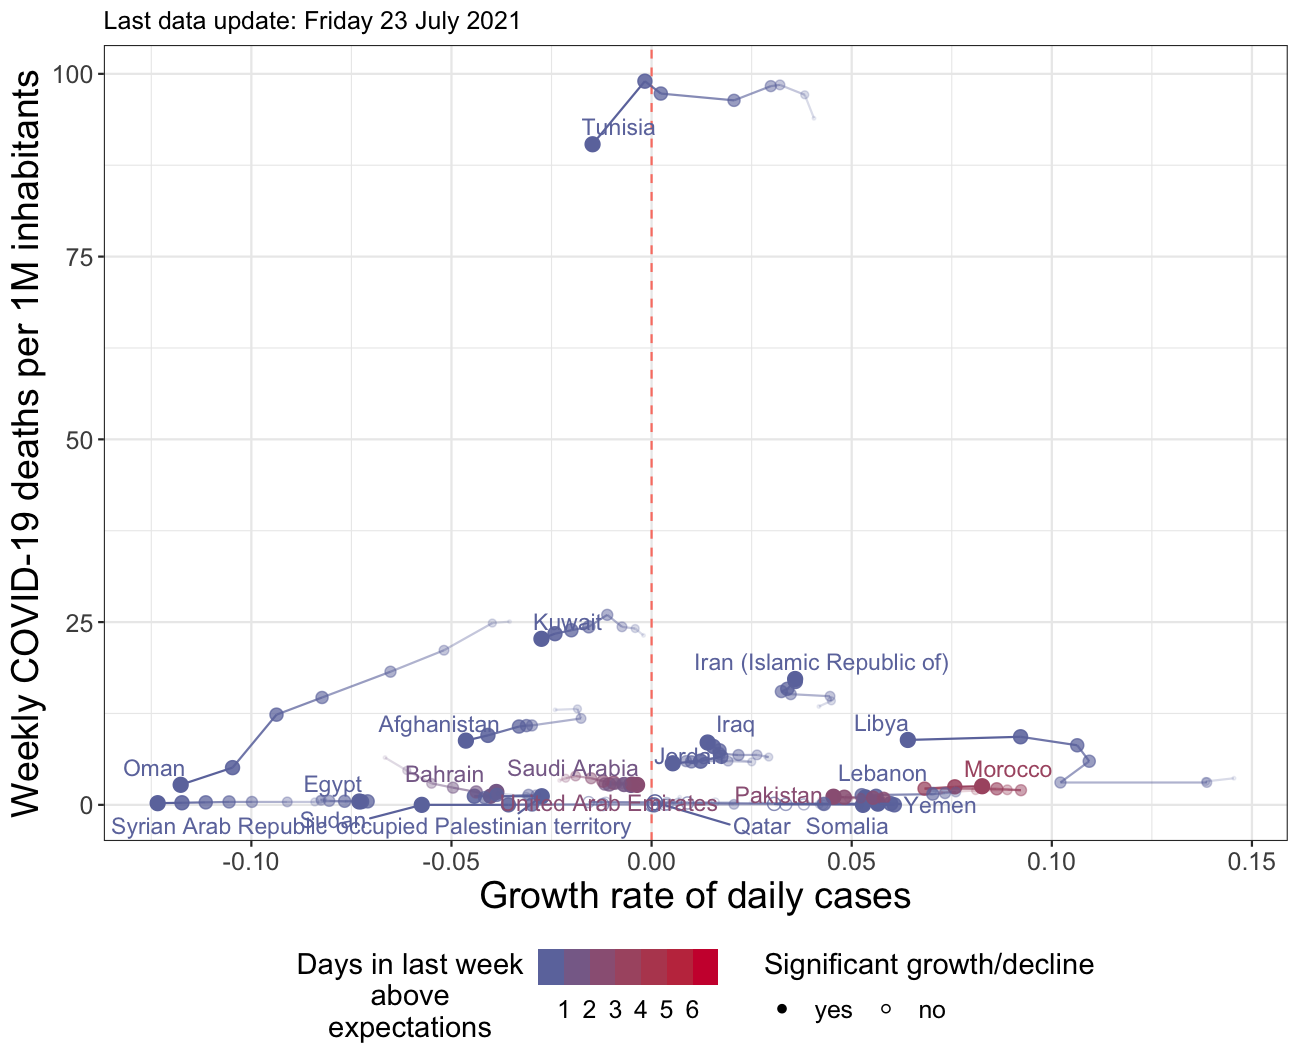 Last data update: Friday 23 July 2021
Weekly COVID-19 deaths per 1M inhabitants
100
75
50
25
0
Tunisia
Kuwait
Iran (Islamic Republic of)
Afghanistan
Iraq
Libya
Jordan
Oman
Egypt
Bahrain
Saudi Arabia
Lebanon
Morocco
Pakistan
United Arab Emirates
Yemen
Sudan
Syrian Arab Republic
occupied Palestinian territory
Qatar
Somalia
-0.10
-0.05
0.00
0.05
0.10
0.15
Growth rate of daily cases
Days in last week
above
expectations
1 2 3 4 5 6
Significant growth/decline
yes
no